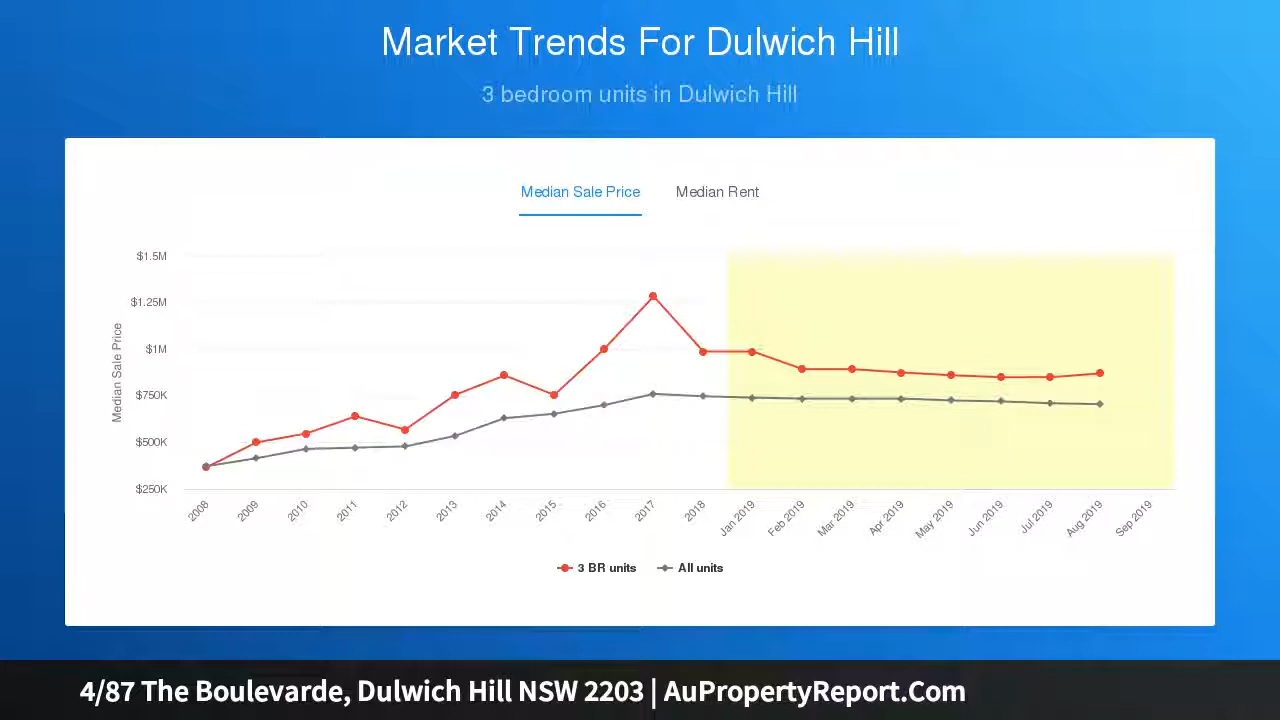 Market Trends For Dulwich Hill
3 bedroom units in Dulwich Hill
Median Sale Price
Median Rent
$1.5M
$1.25M
$1M
$750K
$500K
$250K
Median Sale Price
2008
2009
2010
2011
2012
2013
2014
2015
2016
2017
2018
Jan 2019
Feb 2019
Mar 2019
Apr 2019
May 2019
Jun 2019
Jul 2019
Aug 2019
Sep 2019
3 BR units
All units
4/87 The Boulevarde, Dulwich Hill NSW 2203 | AuPropertyReport.Com